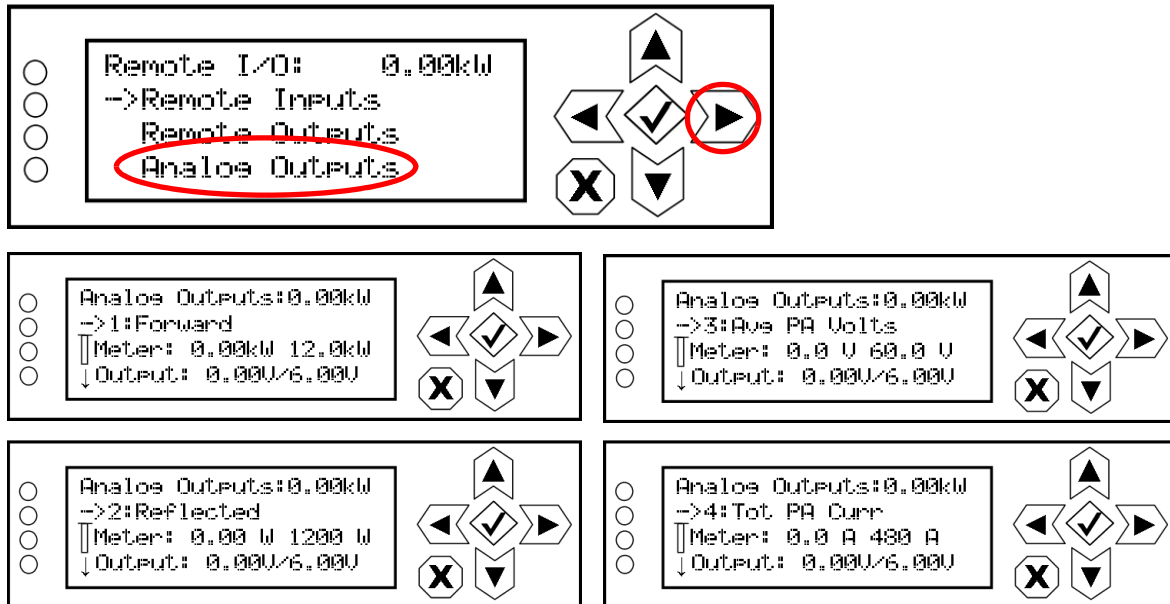 Remote I/O: 0.00kW
->Remote Inputs
Remote Outputs
Analog Outputs
X
Analog Outputs:0.00kW
->1:Forward
Meter: 0.00kW 12.0kW
↓Output: 0.00V/6.00V
X
Analog Outputs:0.00kW
->3:Ave PA Volts
Meter: 0.0 V 60.0 V
↓Output: 0.00V/6.00V
X
Analog Outputs:0.00kW
->2:Reflected
Meter: 0.00 W 1200 W
↓Output: 0.00V/6.00V
X
Analog Outputs:0.00kW
->4:Tot PA Curr
Meter: 0.0 A 480 A
↓Output: 0.00V/6.00V
X